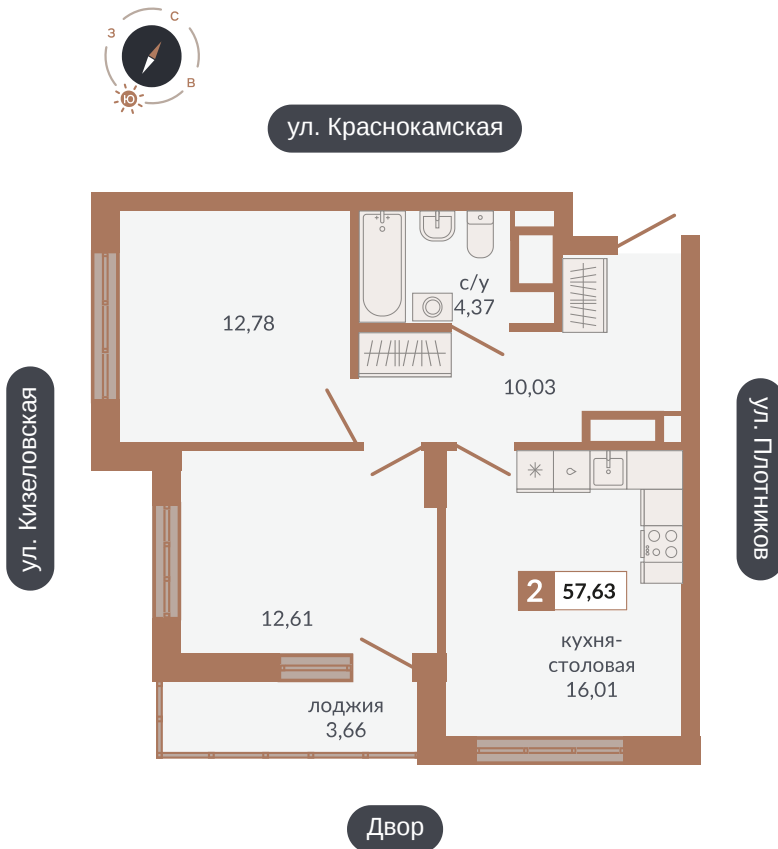 С
З
В
Ю
ул. Краснокамская
с/у
4,37
12,78
10,03
ул. Кизеловская
ул. Плотников
2 57,63
12,61
кухня-
столовая
16,01
лоджия
3,66
Двор